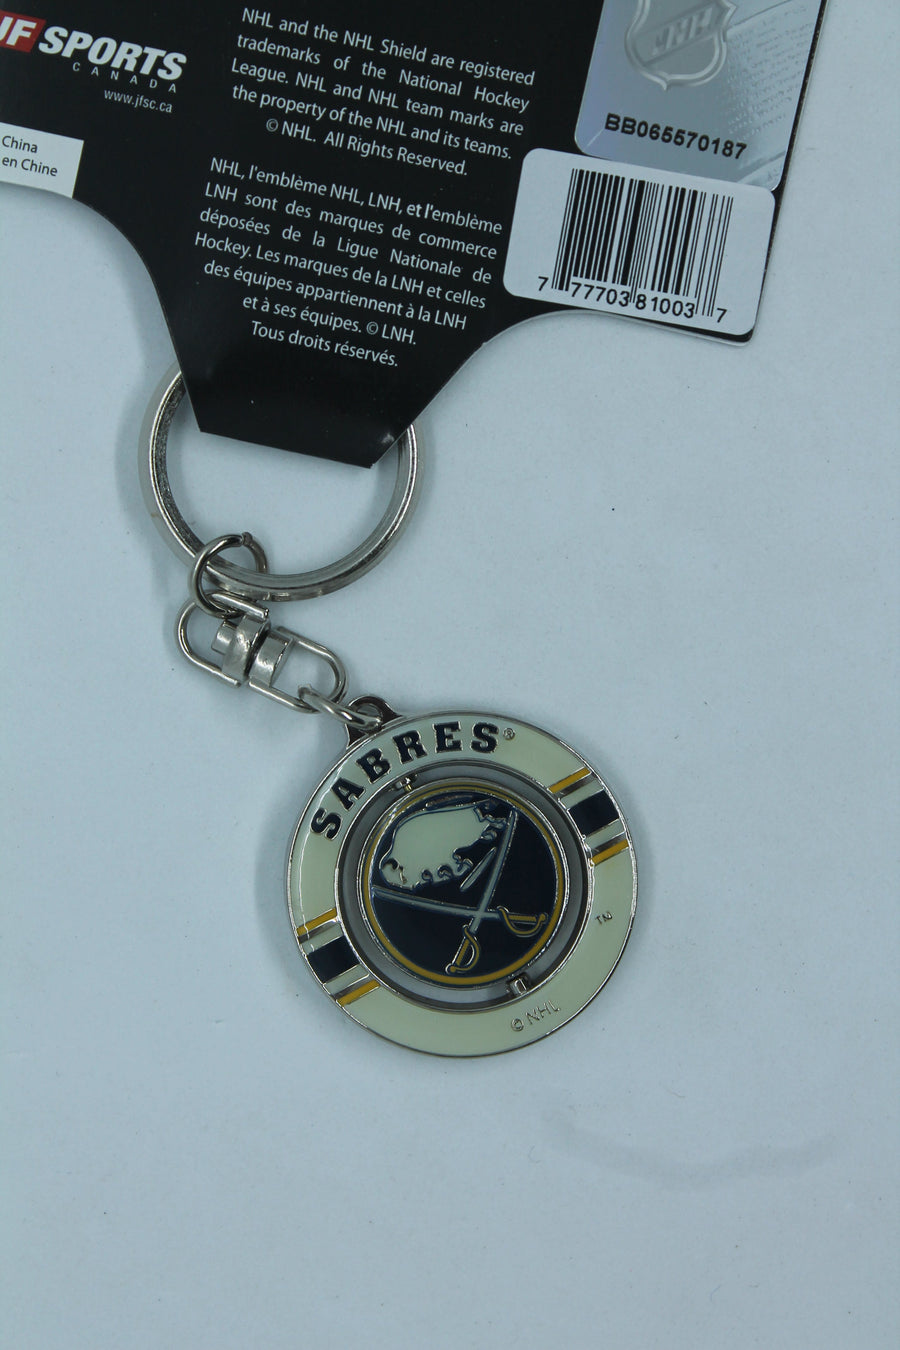 JF SPORTS
CANADA
www.jfsc.ca
China
en Chine
NHL and the NHL Shield are registered
trademarks of the National Hockey
League. NHL and NHL team marks are
the property of the NHL and its teams.
© NHL. All Rights Reserved.
NHL, l'emblème NHL, LNH, et l'emblème
LNH sont des marques de commerce
déposées de la Ligue Nationale de
Hockey. Les marques de la LNH et celles
des équipes appartiennent à la LNH
et à ses équipes. © LNH.
Tous droits réservés.
NHL
BB065570187
7 77703 81003 7
SABRES®
TM
© NHL